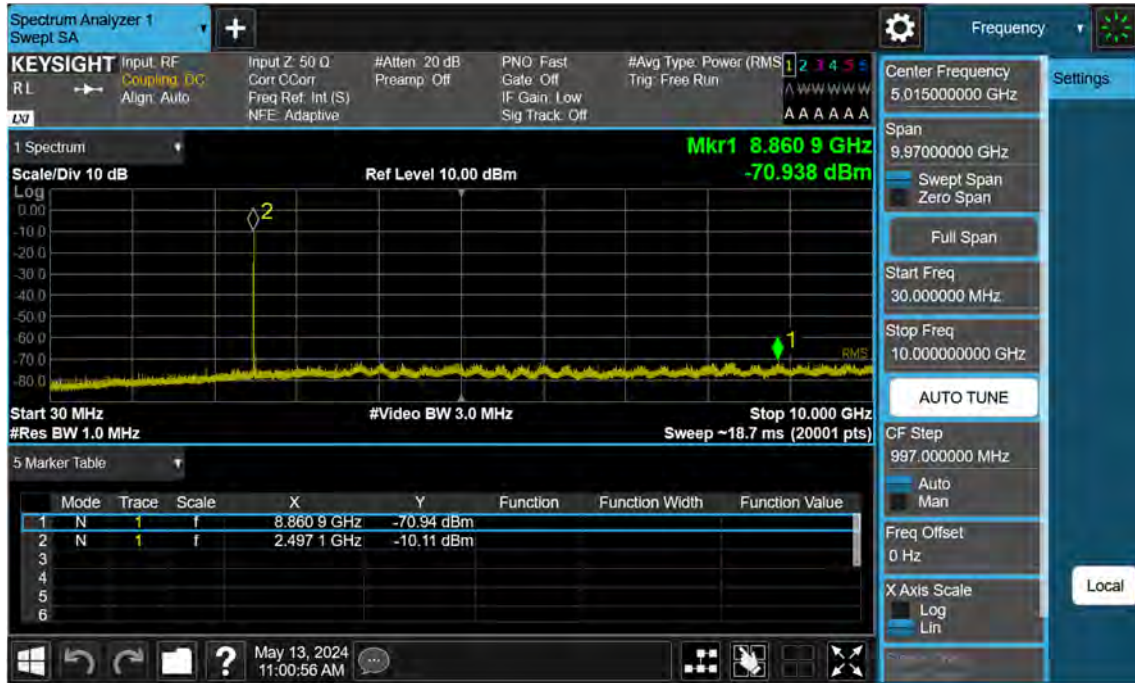 Spectrum Analyzer 1
Swept SA
Frequency
KEYSIGHT
RL
LXI
Input: RF
Coupling: DC
Align: Auto
Input Z: 50 Ω
Corr CCorr
Freq Ref: Int (S)
NFE: Adaptive
#Atten: 20 dB
Preamp: Off
PNO: Fast
Gate: Off
IF Gain: Low
Sig Track: Off
#Avg Type: Power (RMS
Trig: Free Run
1 2 3 4 5 6
A W W W W W
A A A A A A
1 Spectrum
Scale/Div 10 dB
Ref Level 10.00 dBm
Mkr1 8.860 9 GHz
-70.938 dBm
Log
0.00
-10.0
-20.0
-30.0
-40.0
-50.0
-60.0
-70.0
-80.0
2
1
RMS
Start 30 MHz
#Video BW 3.0 MHz
Stop 10.000 GHz
#Res BW 1.0 MHz
Sweep ~18.7 ms (20001 pts)
5 Marker Table
Mode Trace Scale X Y Function Function Width Function Value
1 N 1 f 8.860 9 GHz -70.94 dBm
2 N 1 f 2.497 1 GHz -10.11 dBm
3
4
5
6
May 13, 2024
11:00:56 AM
Center Frequency
5.015000000 GHz
Span
9.97000000 GHz
Swept Span
Zero Span
Full Span
Start Freq
30.000000 MHz
Stop Freq
10.000000000 GHz
AUTO TUNE
CF Step
997.000000 MHz
Auto
Man
Freq Offset
0 Hz
X Axis Scale
Log
Lin
Settings
Local